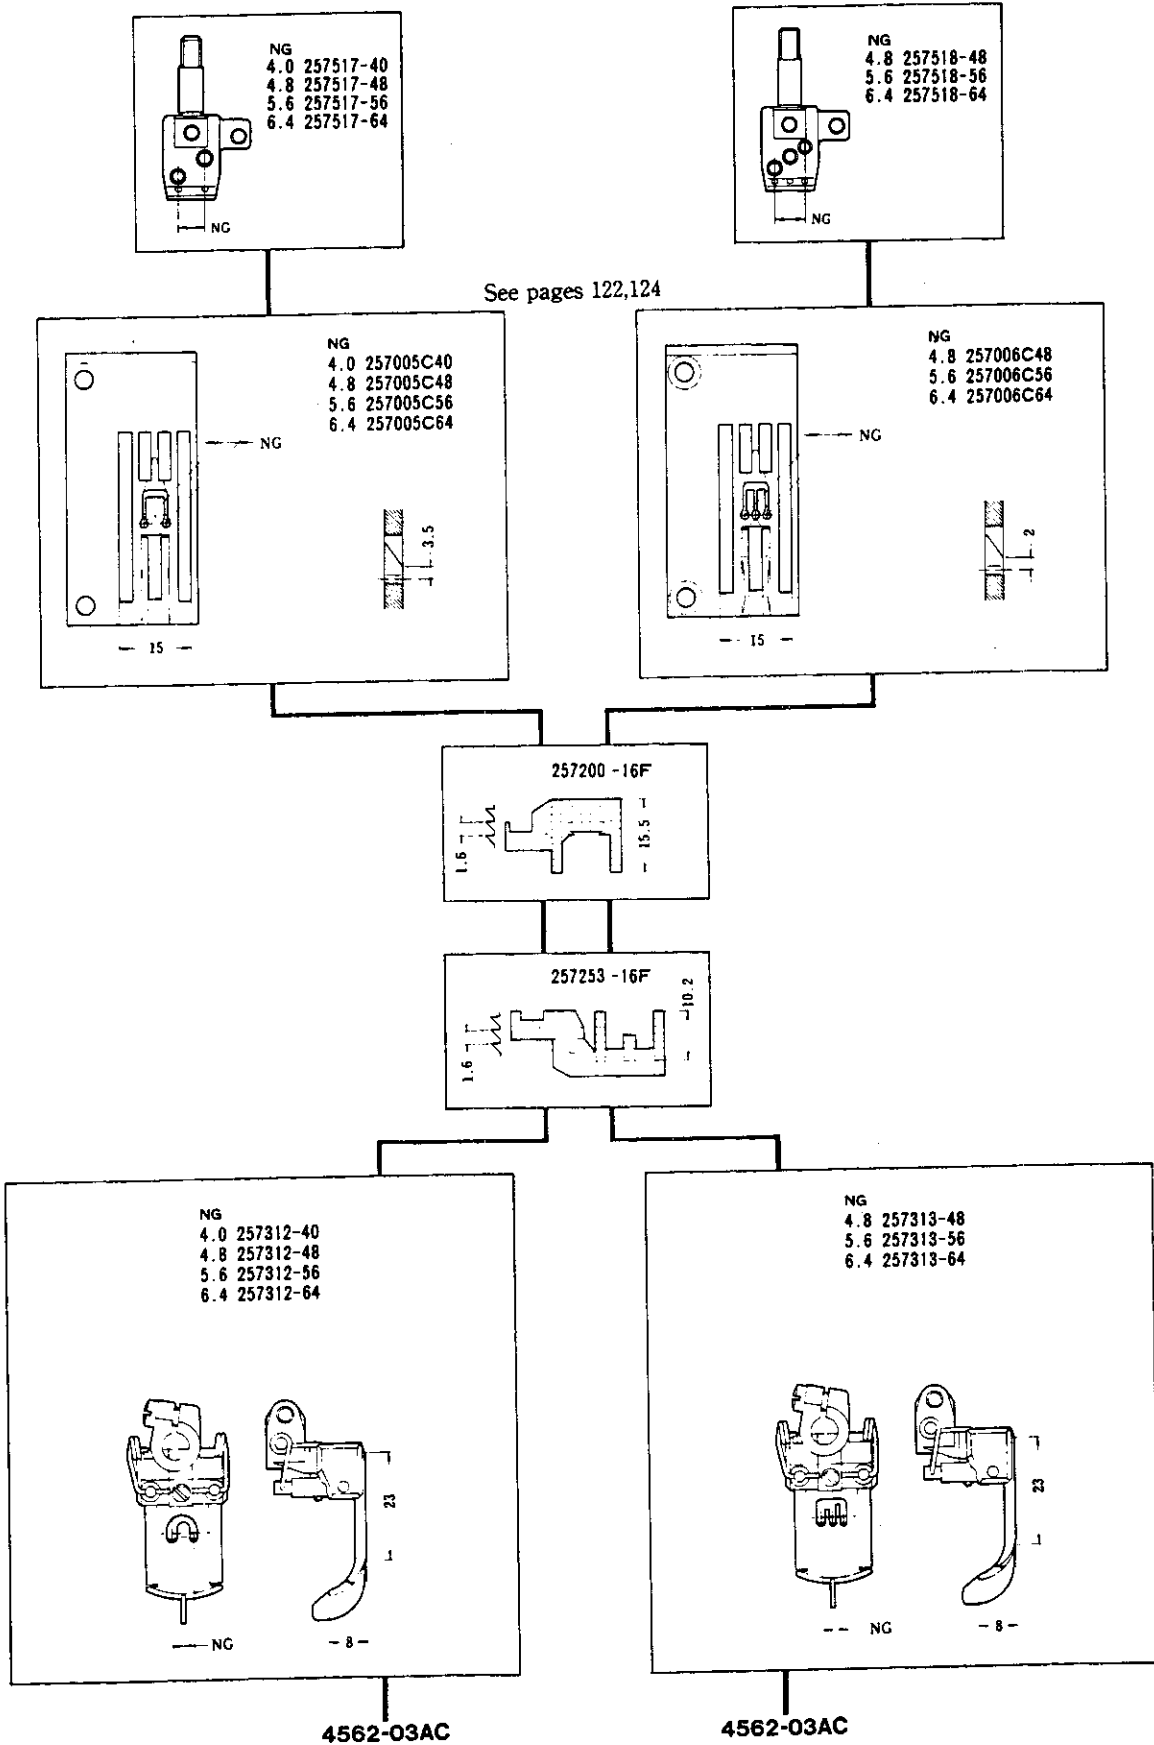 NG
4.0 257517-40
4.8 257517-48
5.6 257517-56
6.4 257517-64
NG
NG
4.8 257518-48
5.6 257518-56
6.4 257518-64
NG
See pages 122,124
NG
4.0 257005C40
4.8 257005C48
5.6 257005C56
6.4 257005C64
NG
3.5
15
NG
4.8 257006C48
5.6 257006C56
6.4 257006C64
NG
2
15
257200 -16F
1.6
15.5
257253 -16F
1.6
10.2
NG
4.0 257312-40
4.8 257312-48
5.6 257312-56
6.4 257312-64
23
NG
8
NG
4.8 257313-48
5.6 257313-56
6.4 257313-64
23
NG
8
4562-03AC
4562-03AC